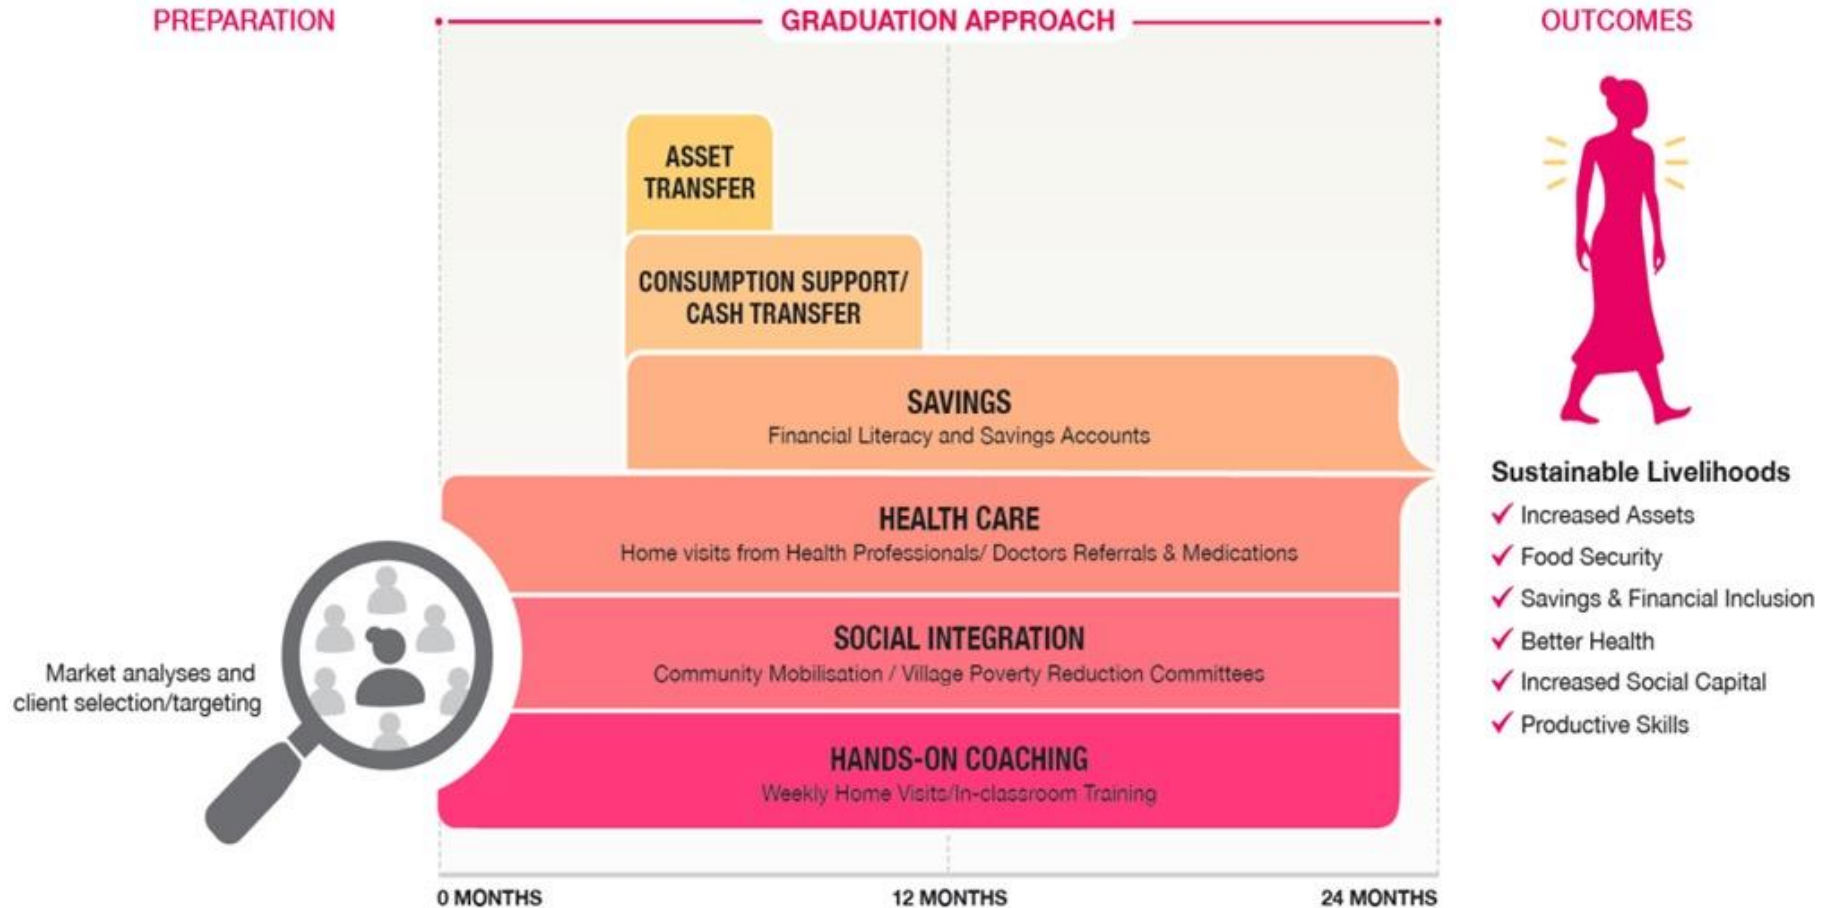 PREPARATION
GRADUATION APPROACH
OUTCOMES
ASSET
TRANSFER
CONSUMPTION SUPPORT/
CASH TRANSFER
SAVINGS
Financial Literacy and Savings Accounts
HEALTH CARE
Home visits from Health Professionals/ Doctors Referrals & Medications
SOCIAL INTEGRATION
Community Mobilisation / Village Poverty Reduction Committees
HANDS-ON COACHING
Weekly Home Visits/In-classroom Training
Market analyses and
client selection/targeting
0 MONTHS
12 MONTHS
24 MONTHS
Sustainable Livelihoods
Increased Assets
Food Security
Savings & Financial Inclusion
Better Health
Increased Social Capital
Productive Skills